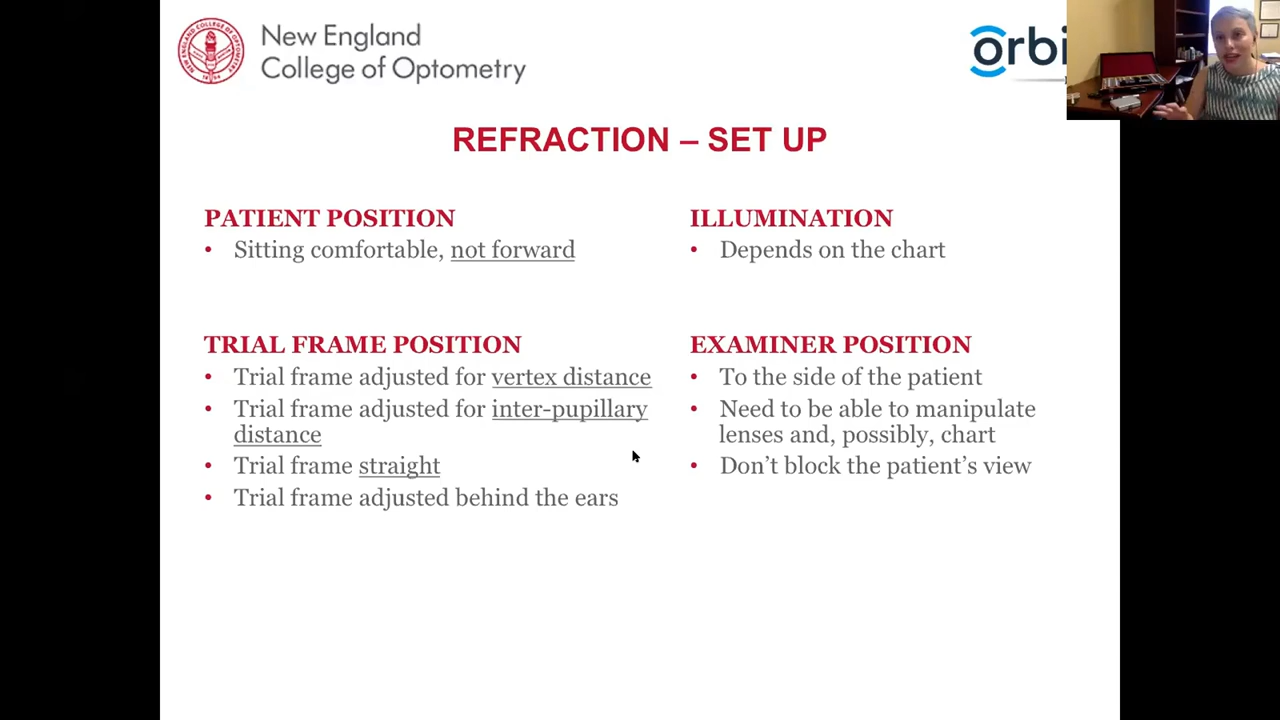 New England
College of Optometry
orbi
REFRACTION – SET UP
PATIENT POSITION
• Sitting comfortable, not forward
TRIAL FRAME POSITION
• Trial frame adjusted for vertex distance
• Trial frame adjusted for inter-pupillary
distance
• Trial frame straight
• Trial frame adjusted behind the ears
ILLUMINATION
• Depends on the chart
EXAMINER POSITION
• To the side of the patient
• Need to be able to manipulate
lenses and, possibly, chart
• Don’t block the patient’s view